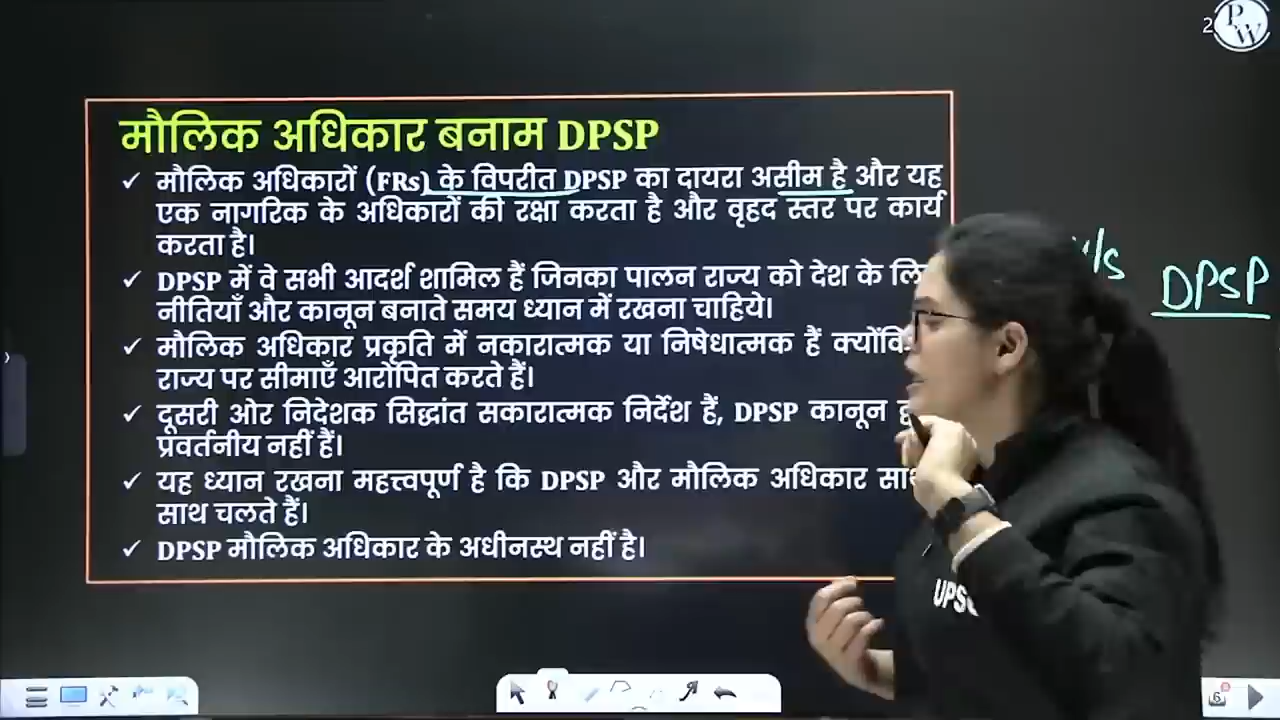 PW
2
मौलिक अधिकार बनाम DPSP
✓ मौलिक अधिकारों (FRs) के विपरीत DPSP का दायरा असीम है और यह
एक नागरिक के अधिकारों की रक्षा करता है और वृहद स्तर पर कार्य
करता है।
✓ DPSP में वे सभी आदर्श शामिल हैं जिनका पालन राज्य को देश के
नीतियाँ और कानून बनाते समय ध्यान में रखना चाहिये।
✓ मौलिक अधिकार प्रकृति में नकारात्मक या निषेधात्मक हैं क्योंकि
राज्य पर सीमाएँ आरोपित करते हैं।
✓ दूसरी ओर निदेशक सिद्धांत सकारात्मक निर्देश हैं, DPSP कानून
प्रवर्तनीय नहीं हैं।
✓ यह ध्यान रखना महत्त्वपूर्ण है कि DPSP और मौलिक अधिकार
साथ चलते हैं।
✓ DPSP मौलिक अधिकार के अधीनस्थ नहीं है।
DPSP
6